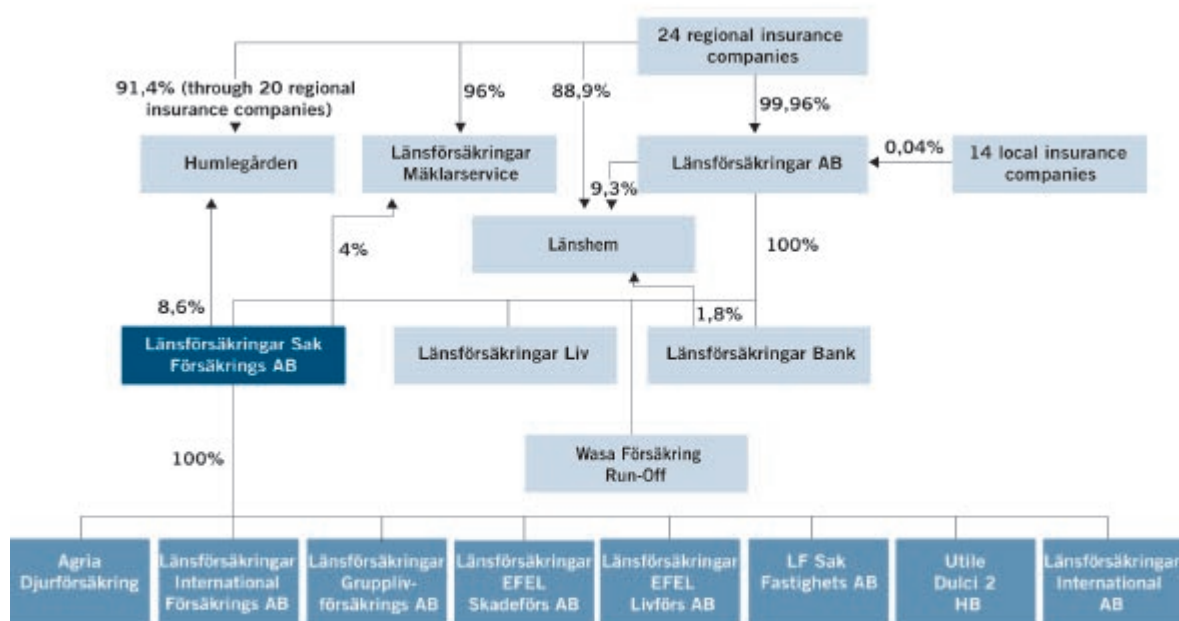 24 regional insurance
companies
91,4% (through 20 regional
insurance companies)
96%
88,9%
99,96%
Humlegården
Länsförsäkringar
Mäklarservice
Länsförsäkringar AB
0,04%
14 local insurance
companies
9,3%
Länshem
4%
100%
8,6%
1,8%
Länsförsäkringar Sak
Försäkrings AB
Länsförsäkringar Liv
Länsförsäkringar Bank
Wasa Försäkring
Run-Off
100%
Agria
Djurförsäkring
Länsförsäkringar
International
Försäkrings AB
Länsförsäkringar
Gruppliv-
försäkrings AB
Länsförsäkringar
EFEL
Skadeförs AB
Länsförsäkringar
EFEL
Livförs AB
LF Sak
Fastighets AB
Utile
Dulci 2
HB
Länsförsäkringar
International
AB